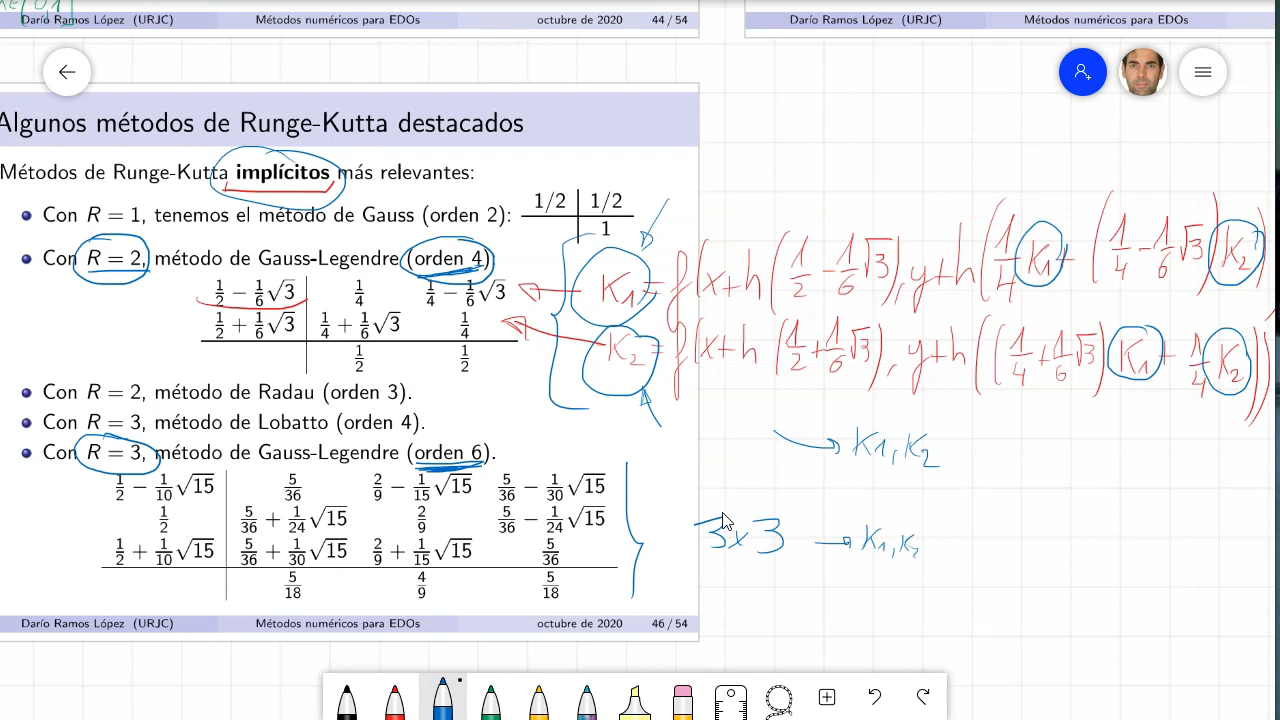 Darío Ramos López (URJC) Métodos numéricos para EDOs octubre de 2020 44 / 54
Darío Ramos López (URJC) Métodos numéricos para EDOs
Algunos métodos de Runge-Kutta destacados
Métodos de Runge-Kutta implícitos más relevantes:
Con R = 1, tenemos el método de Gauss (orden 2): 1/2 | 1/2
1
Con R = 2, método de Gauss-Legendre (orden 4)
1/2 − 1/6 √3 | 1/4 1/4 − 1/6 √3
1/2 + 1/6 √3 | 1/4 + 1/6 √3 1/4
1/2 1/2
K1 = f(x+h(1/2 − 1/6 √3), y+h(1/4 K1 + (1/4 − 1/6 √3) K2))
K2 = f(x+h(1/2 + 1/6 √3), y+h((1/4 + 1/6 √3) K1 + 1/4 K2))
Con R = 2, método de Radau (orden 3).
Con R = 3, método de Lobatto (orden 4).
Con R = 3, método de Gauss-Legendre (orden 6).
→ K1, K2
1/2 − 1/10 √15 | 5/36 2/9 − 1/15 √15 5/36 − 1/30 √15
1/2 | 5/36 + 1/24 √15 2/9 5/36 − 1/24 √15
1/2 + 1/10 √15 | 5/36 + 1/30 √15 2/9 + 1/15 √15 5/36
5/18 4/9 5/18
3x3 → K1, K2
Darío Ramos López (URJC) Métodos numéricos para EDOs octubre de 2020 46 / 54